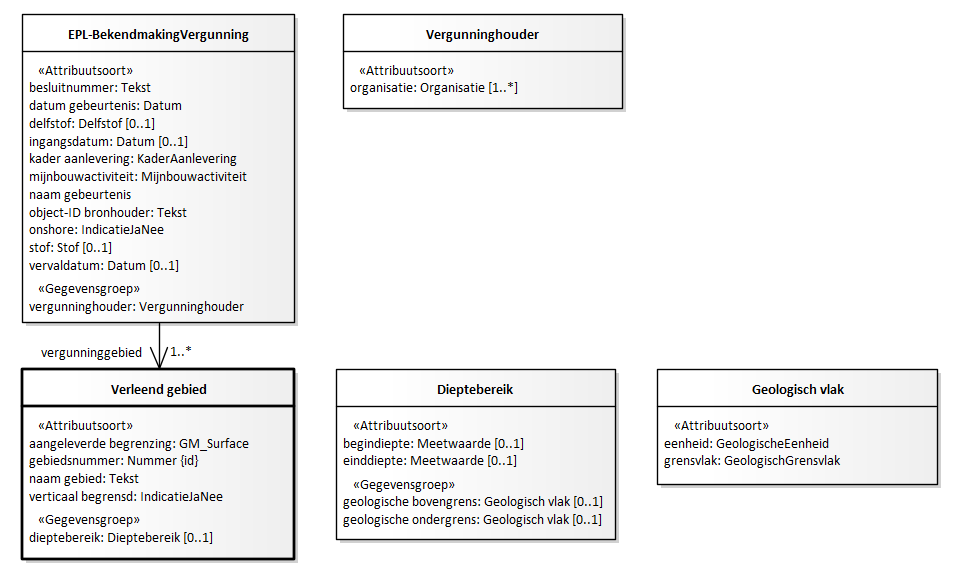 EPL-BekendmakingVergunning
«Attribuutsoort»
besluitnummer: Tekst
datum gebeurtenis: Datum
delfstof: Delfstof [0..1]
ingangsdatum: Datum [0..1]
kader aanlevering: KaderAanlevering
mijnbouwactiviteit: Mijnbouwactiviteit
naam gebeurtenis
object-ID bronhouder: Tekst
onshore: IndicatieJaNee
stof: Stof [0..1]
vervaldatum: Datum [0..1]
«Gegevensgroep»
vergunninghouder: Vergunninghouder
Vergunninghouder
«Attribuutsoort»
organisatie: Organisatie [1..*]
vergunninggebied 1..*
Verleend gebied
«Attribuutsoort»
aangeleverde begrenzing: GM_Surface
gebiedsnummer: Nummer {id}
naam gebied: Tekst
verticaal begrensd: IndicatieJaNee
«Gegevensgroep»
dieptebereik: Dieptebereik [0..1]
Dieptebereik
«Attribuutsoort»
begindiepte: Meetwaarde [0..1]
einddiepte: Meetwaarde [0..1]
«Gegevensgroep»
geologische bovengrens: Geologisch vlak [0..1]
geologische ondergrens: Geologisch vlak [0..1]
Geologisch vlak
«Attribuutsoort»
eenheid: GeologischeEenheid
grensvlak: GeologischGrensvlak